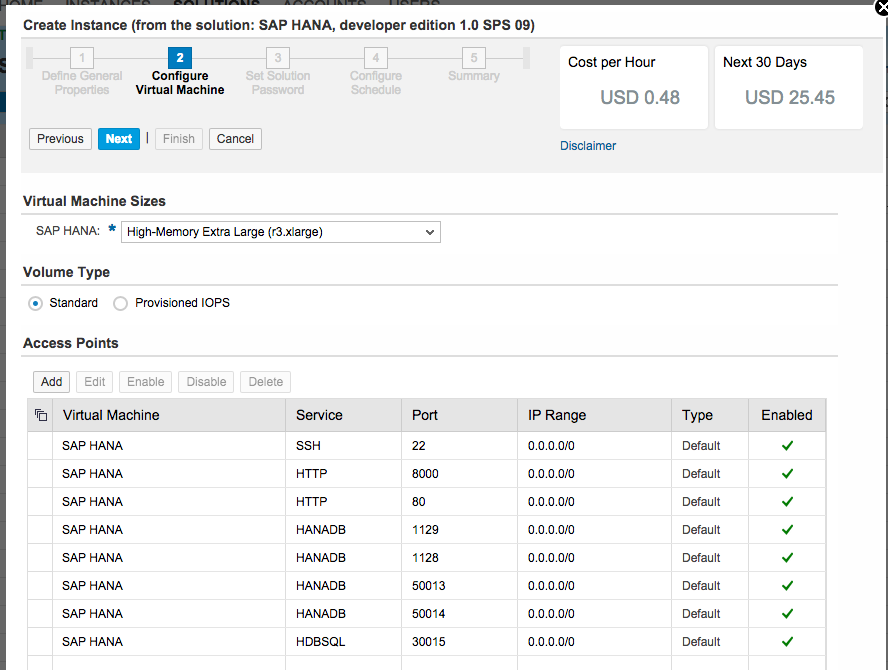 HOME INSTANCES SOLUTIONS ACCOUNTS USERS
Create Instance (from the solution: SAP HANA, developer edition 1.0 SPS 09)
1 2 3 4 5
Define General Properties
Configure Virtual Machine
Set Solution Password
Configure Schedule
Summary
Cost per Hour
USD 0.48
Next 30 Days
USD 25.45
Previous Next | Finish Cancel
Disclaimer
Virtual Machine Sizes
SAP HANA: * High-Memory Extra Large (r3.xlarge)
Volume Type
Standard Provisioned IOPS
Access Points
Add Edit Enable Disable Delete
Virtual Machine Service Port IP Range Type Enabled
SAP HANA SSH 22 0.0.0.0/0 Default
SAP HANA HTTP 8000 0.0.0.0/0 Default
SAP HANA HTTP 80 0.0.0.0/0 Default
SAP HANA HANADB 1129 0.0.0.0/0 Default
SAP HANA HANADB 1128 0.0.0.0/0 Default
SAP HANA HANADB 50013 0.0.0.0/0 Default
SAP HANA HANADB 50014 0.0.0.0/0 Default
SAP HANA HDBSQL 30015 0.0.0.0/0 Default